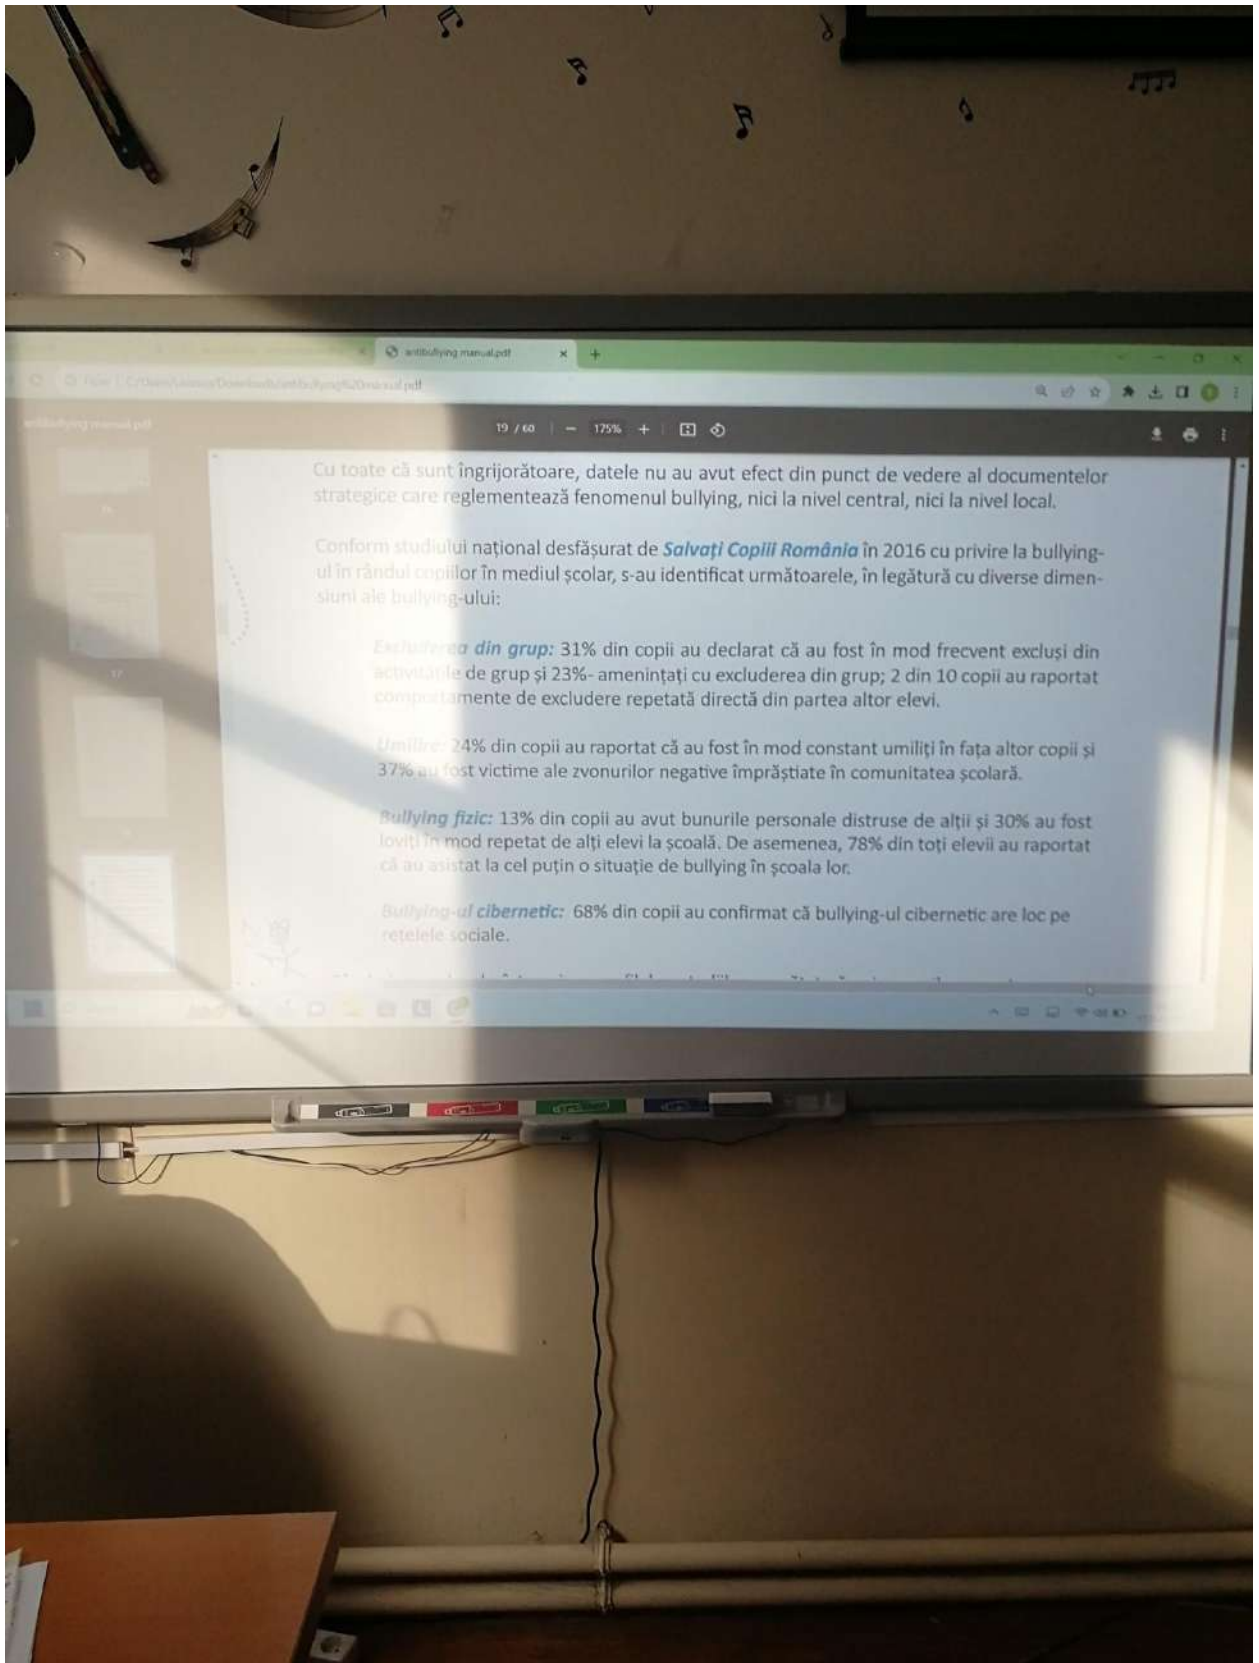 antibullying manual.pdf
antibullying manual.pdf
19 / 60
175%
Cu toate că sunt îngrijorătoare, datele nu au avut efect din punct de vedere al documentelor
strategice care reglementează fenomenul bullying, nici la nivel central, nici la nivel local.
Conform studiului național desfășurat de Salvați Copiii România în 2016 cu privire la bullying-
ul în rândul copiilor în mediul școlar, s-au identificat următoarele, în legătură cu diverse dimen-
siuni ale bullying-ului:
Excluderea din grup: 31% din copii au declarat că au fost în mod frecvent excluși din
activitățile de grup și 23%- amenințați cu excluderea din grup; 2 din 10 copii au raportat
comportamente de excludere repetată directă din partea altor elevi.
Umilire: 24% din copii au raportat că au fost în mod constant umiliți în fața altor copii și
37% au fost victime ale zvonurilor negative împrăștiate în comunitatea școlară.
Bullying fizic: 13% din copii au avut bunurile personale distruse de alții și 30% au fost
loviți în mod repetat de alți elevi la școală. De asemenea, 78% din toți elevii au raportat
că au asistat la cel puțin o situație de bullying în școala lor.
Bullying-ul cibernetic: 68% din copii au confirmat că bullying-ul cibernetic are loc pe
rețelele sociale.
17